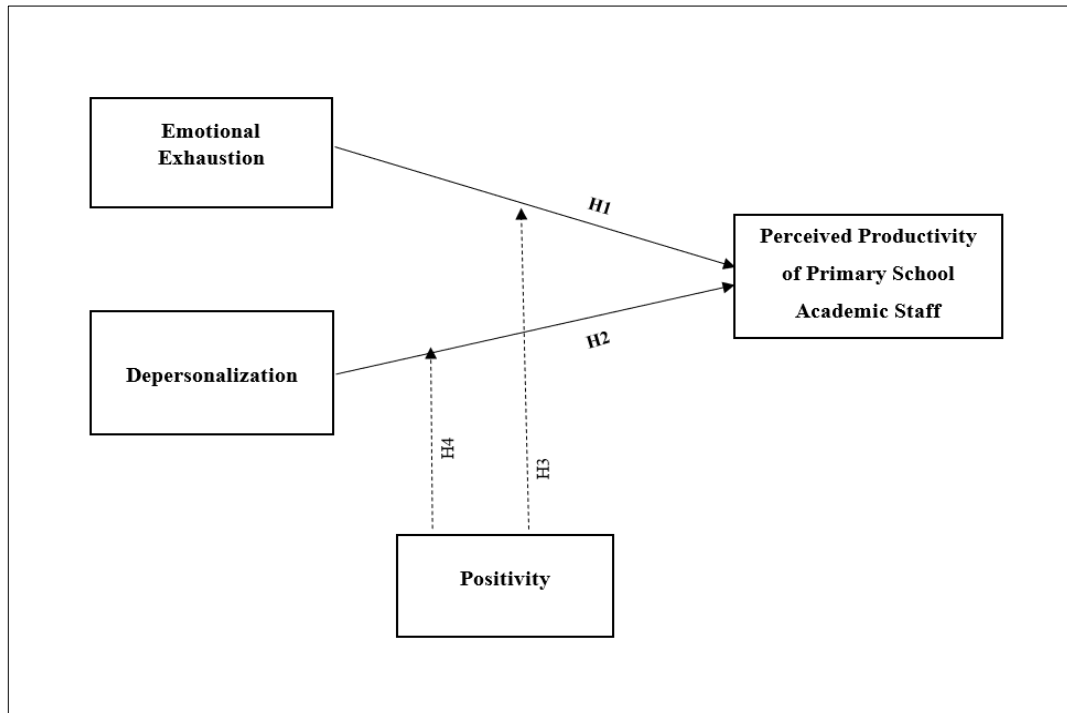 Emotional
Exhaustion
H1
Perceived Productivity
of Primary School
Academic Staff
H2
Depersonalization
H4
H3
Positivity